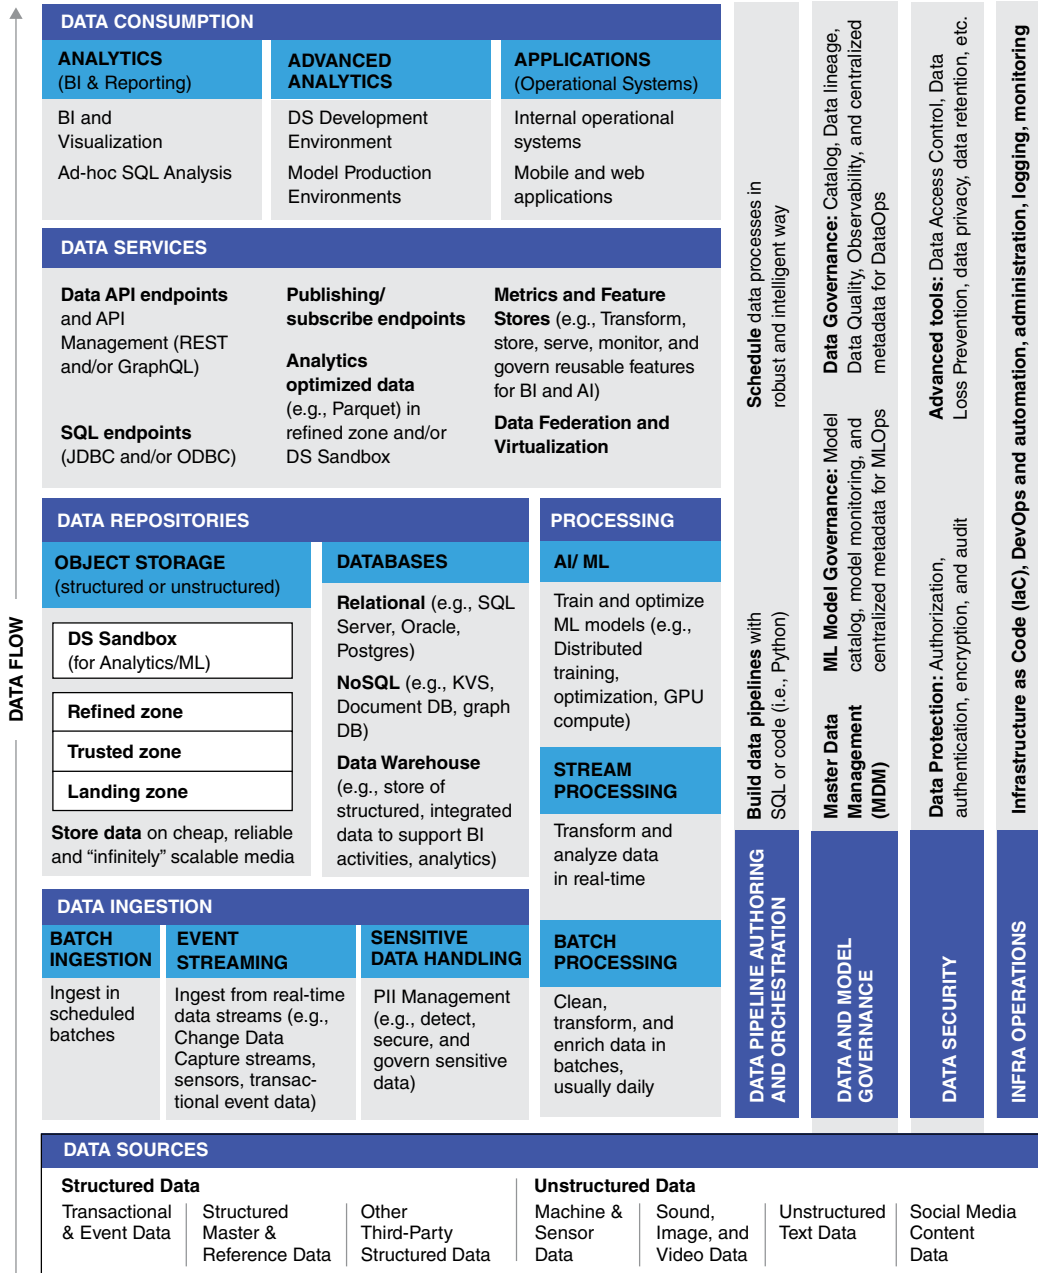 DATA CONSUMPTION
ANALYTICS
(BI & Reporting)
BI and
Visualization
Ad-hoc SQL Analysis
ADVANCED
ANALYTICS
DS Development
Environment
Model Production
Environments
APPLICATIONS
(Operational Systems)
Internal operational
systems
Mobile and web
applications
DATA SERVICES
Data API endpoints
and API
Management (REST
and/or GraphQL)
SQL endpoints
(JDBC and/or ODBC)
Publishing/
subscribe endpoints
Analytics
optimized data
(e.g., Parquet) in
refined zone and/or
DS Sandbox
Metrics and Feature
Stores (e.g., Transform,
store, serve, monitor, and
govern reusable features
for BI and AI)
Data Federation and
Virtualization
DATA REPOSITORIES
OBJECT STORAGE
(structured or unstructured)
DS Sandbox
(for Analytics/ML)
Refined zone
Trusted zone
Landing zone
Store data on cheap, reliable
and “infinitely” scalable media
DATABASES
Relational (e.g., SQL
Server, Oracle,
Postgres)
NoSQL (e.g., KVS,
Document DB, graph
DB)
Data Warehouse
(e.g., store of
structured, integrated
data to support BI
activities, analytics)
PROCESSING
AI/ ML
Train and optimize
ML models (e.g.,
Distributed
training,
optimization, GPU
compute)
STREAM
PROCESSING
Transform and
analyze data
in real-time
BATCH
PROCESSING
Clean,
transform, and
enrich data in
batches,
usually daily
DATA INGESTION
BATCH
INGESTION
Ingest in
scheduled
batches
EVENT
STREAMING
Ingest from real-time
data streams (e.g.,
Change Data
Capture streams,
sensors, transac-
tional event data)
SENSITIVE
DATA HANDLING
PII Management
(e.g., detect,
secure, and
govern sensitive
data)
DATA PIPELINE AUTHORING
AND ORCHESTRATION
Build data pipelines with
SQL or code (i.e., Python)
Schedule data processes in
robust and intelligent way
DATA AND MODEL
GOVERNANCE
Master Data
Management
(MDM)
ML Model Governance: Model
catalog, model monitoring, and
centralized metadata for MLOps
Data Governance: Catalog, Data lineage,
Data Quality, Observability, and centralized
metadata for DataOps
DATA SECURITY
Data Protection: Authorization,
authentication, encryption, and audit
Advanced tools: Data Access Control, Data
Loss Prevention, data privacy, data retention, etc.
INFRA OPERATIONS
Infrastructure as Code (IaC), DevOps and automation, administration, logging, monitoring
DATA FLOW
DATA SOURCES
Structured Data
Transactional
& Event Data
Structured
Master &
Reference Data
Other
Third-Party
Structured Data
Unstructured Data
Machine &
Sensor
Data
Sound,
Image, and
Video Data
Unstructured
Text Data
Social Media
Content
Data